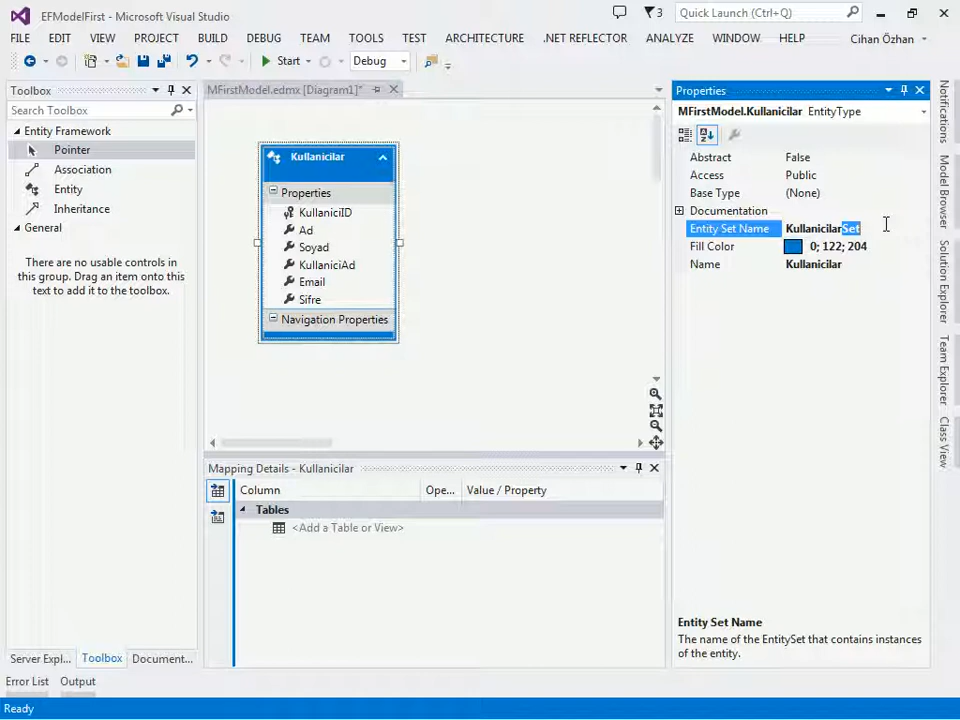 EFModelFirst - Microsoft Visual Studio
3
Quick Launch (Ctrl+Q)
FILE EDIT VIEW PROJECT BUILD DEBUG TEAM TOOLS TEST ARCHITECTURE .NET REFLECTOR ANALYZE WINDOW HELP Cihan Özhan
Start Debug
Toolbox
Search Toolbox
Entity Framework
Pointer
Association
Entity
Inheritance
General
There are no usable controls in
this group. Drag an item onto this
text to add it to the toolbox.
Server Expl... Toolbox Document...
MFirstModel.edmx [Diagram1]*
Kullanicilar
Properties
KullaniciID
Ad
Soyad
KullaniciAd
Email
Sifre
Navigation Properties
Mapping Details - Kullanicilar
Column Ope... Value / Property
Tables
<Add a Table or View>
Properties
MFirstModel.Kullanicilar EntityType
Abstract False
Access Public
Base Type (None)
Documentation
Entity Set Name KullanicilarSet
Fill Color 0; 122; 204
Name Kullanicilar
Entity Set Name
The name of the EntitySet that contains instances
of the entity.
Notifications
Model Browser
Solution Explorer
Team Explorer
Class View
Error List Output
Ready